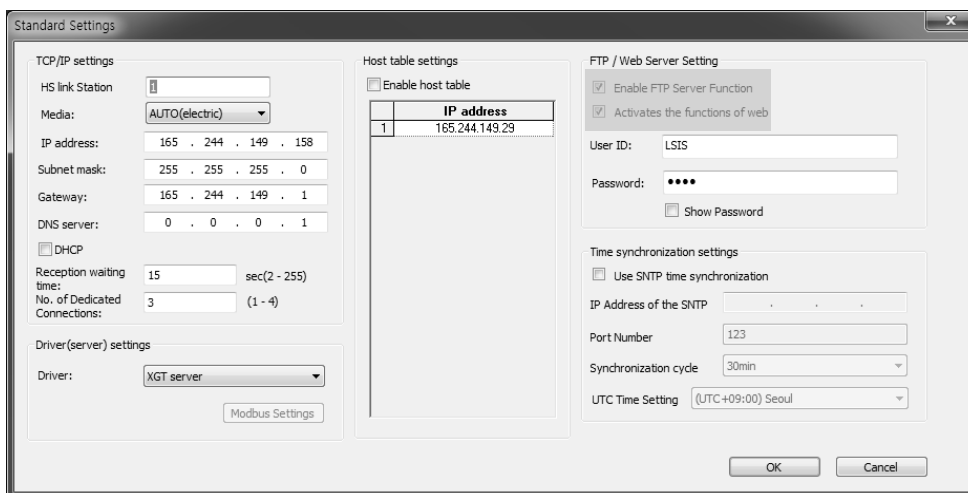 Standard Settings
TCP/IP settings
HS link Station 1
Media: AUTO(electric)
IP address: 165 . 244 . 149 . 158
Subnet mask: 255 . 255 . 255 . 0
Gateway: 165 . 244 . 149 . 1
DNS server: 0 . 0 . 0 . 1
DHCP
Reception waiting time: 15 sec(2 - 255)
No. of Dedicated Connections: 3 (1 - 4)
Driver(server) settings
Driver: XGT server
Modbus Settings
Host table settings
Enable host table
IP address
1 165.244.149.29
FTP / Web Server Setting
Enable FTP Server Function
Activates the functions of web
User ID: LSIS
Password: ●●●●
Show Password
Time synchronization settings
Use SNTP time synchronization
IP Address of the SNTP . . .
Port Number 123
Synchronization cycle 30min
UTC Time Setting (UTC+09:00) Seoul
OK Cancel